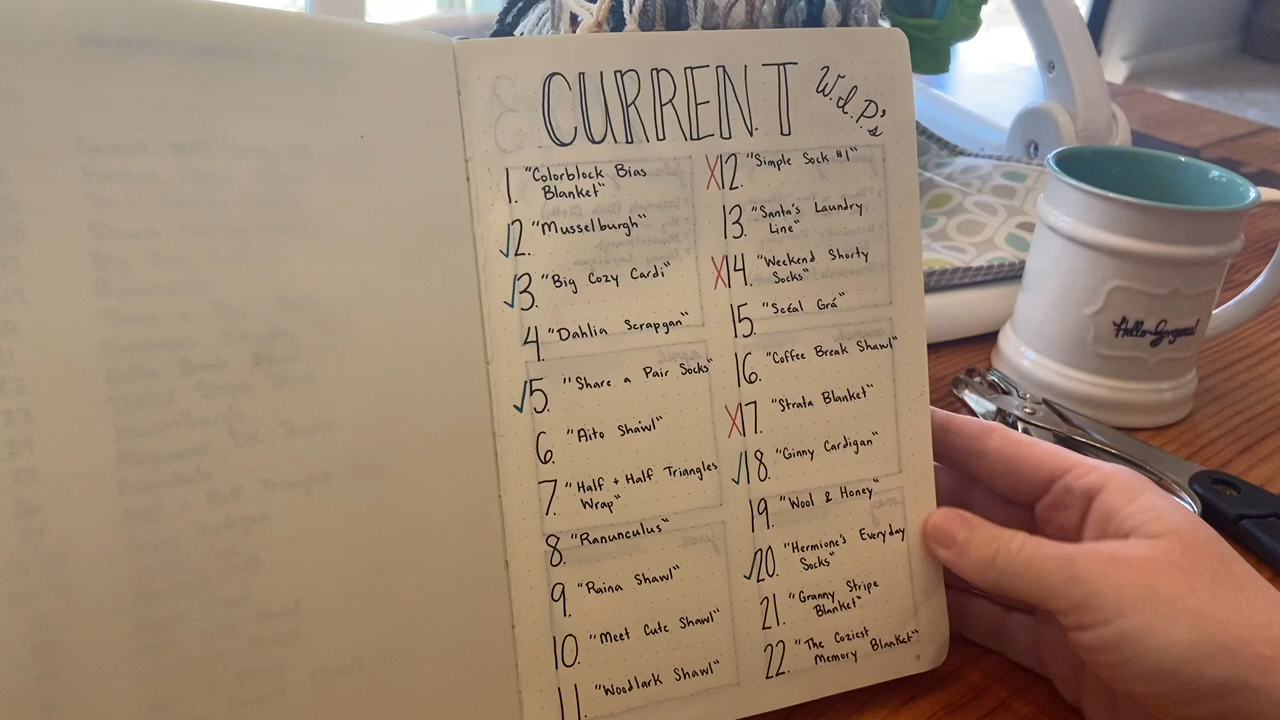 CURRENT W.I.P.'s
1. "Colorblock Bias
Blanket"
√2. "Musselburgh"
√3. "Big Cozy Cardi"
4. "Dahlia Scrapgan"
√5. "Share a Pair Socks"
6. "Aito Shawl"
7. "Half + Half Triangles
Wrap"
8. "Ranunculus"
9. "Raina Shawl"
10. "Meet Cute Shawl"
11. "Woodlark Shawl"
X12. "Simple Sock #1"
13. "Santa's Laundry
Line"
X14. "Weekend Shorty
Socks"
15. "Scéal Grá"
16. "Coffee Break Shawl"
X17. "Strata Blanket"
√18. "Ginny Cardigan"
19. "Wool & Honey"
√20. "Hermione's Everyday
Socks"
21. "Granny Stripe
Blanket"
22. "The Coziest
Memory Blanket"
Hello Gorgeous!